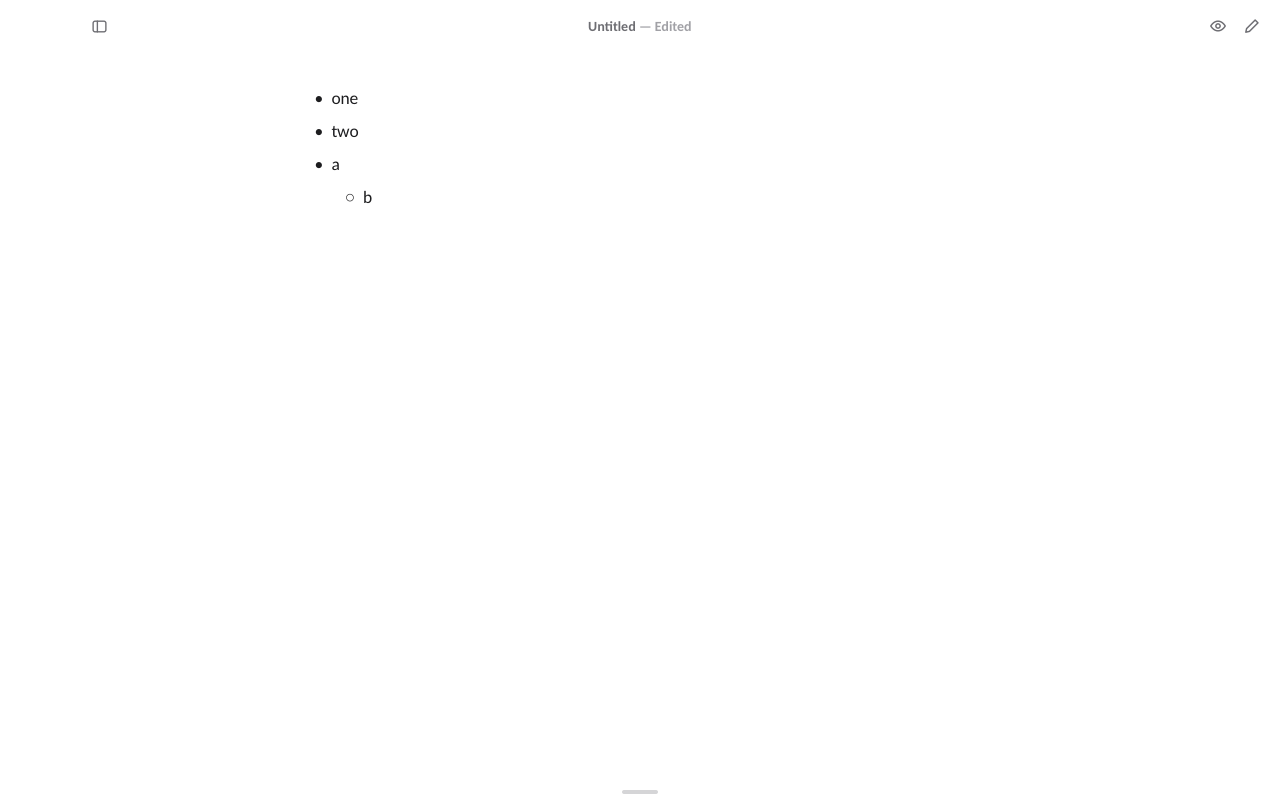 Untitled — Edited
• one
• two
• a
○ b